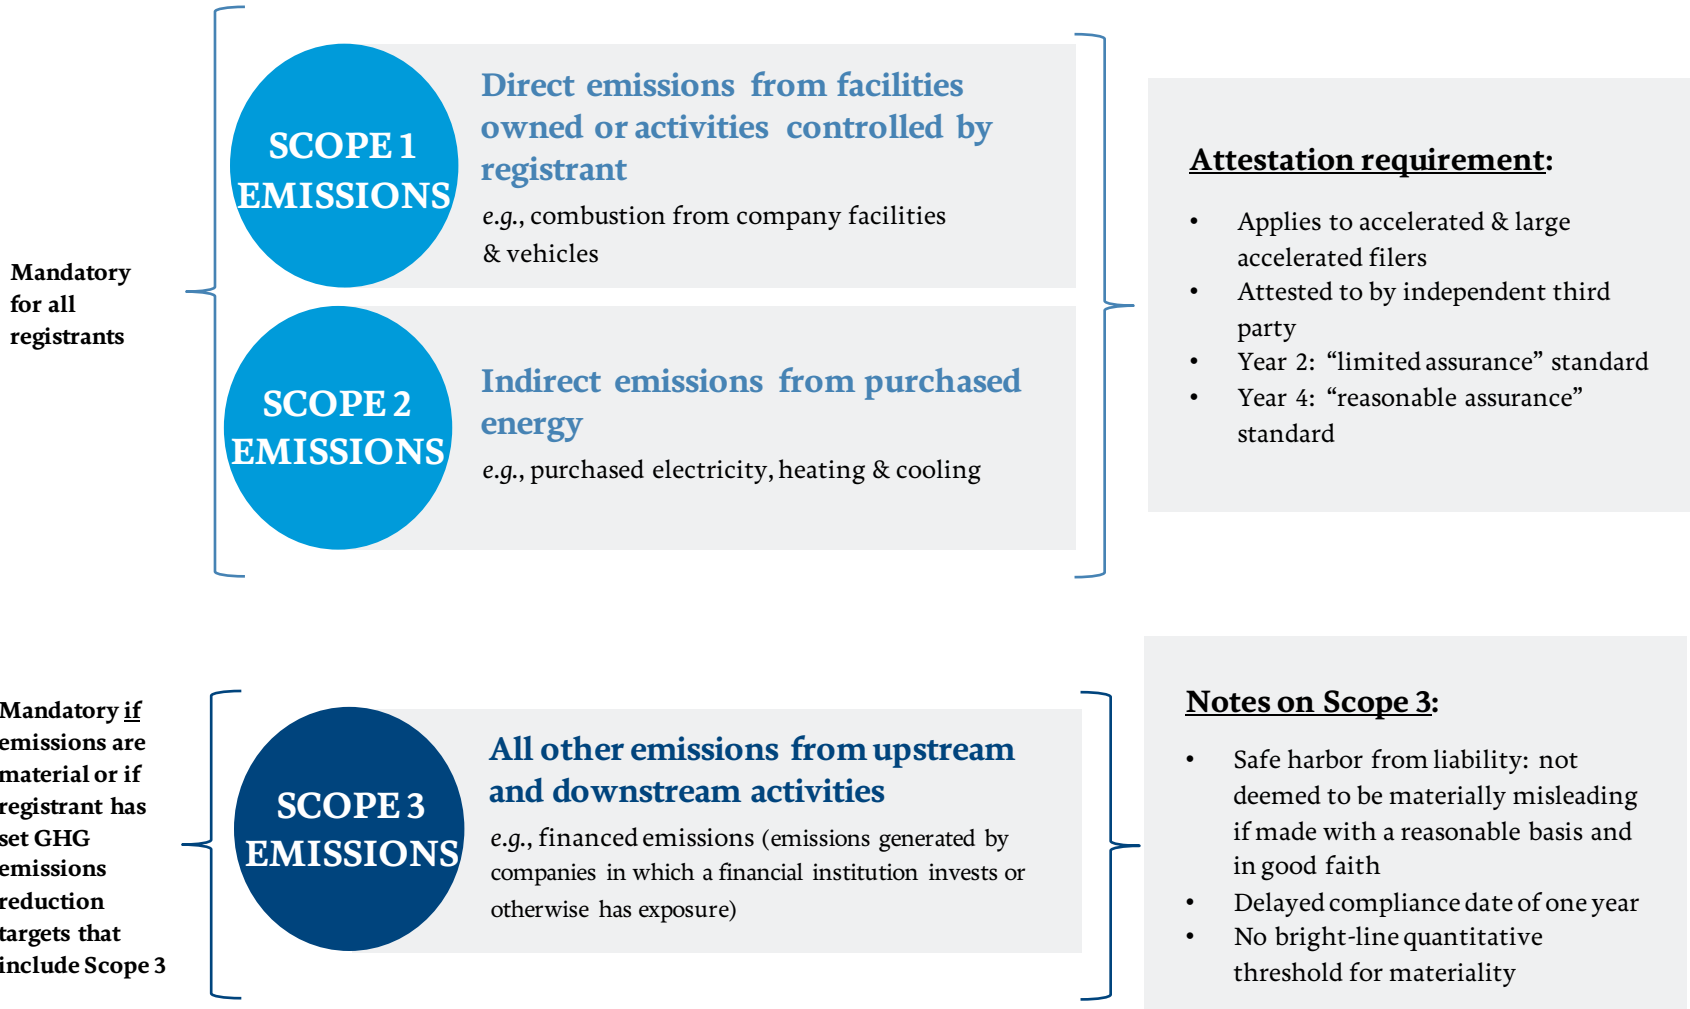 Mandatory
for all
registrants
SCOPE 1
EMISSIONS
Direct emissions from facilities
owned or activities controlled by
registrant
e.g., combustion from company facilities
& vehicles
SCOPE 2
EMISSIONS
Indirect emissions from purchased
energy
e.g., purchased electricity, heating & cooling
Attestation requirement:
• Applies to accelerated & large
accelerated filers
• Attested to by independent third
party
• Year 2: “limited assurance” standard
• Year 4: “reasonable assurance”
standard
Mandatory if
emissions are
material or if
registrant has
set GHG
emissions
reduction
targets that
include Scope 3
SCOPE 3
EMISSIONS
All other emissions from upstream
and downstream activities
e.g., financed emissions (emissions generated by
companies in which a financial institution invests or
otherwise has exposure)
Notes on Scope 3:
• Safe harbor from liability: not
deemed to be materially misleading
if made with a reasonable basis and
in good faith
• Delayed compliance date of one year
• No bright-line quantitative
threshold for materiality